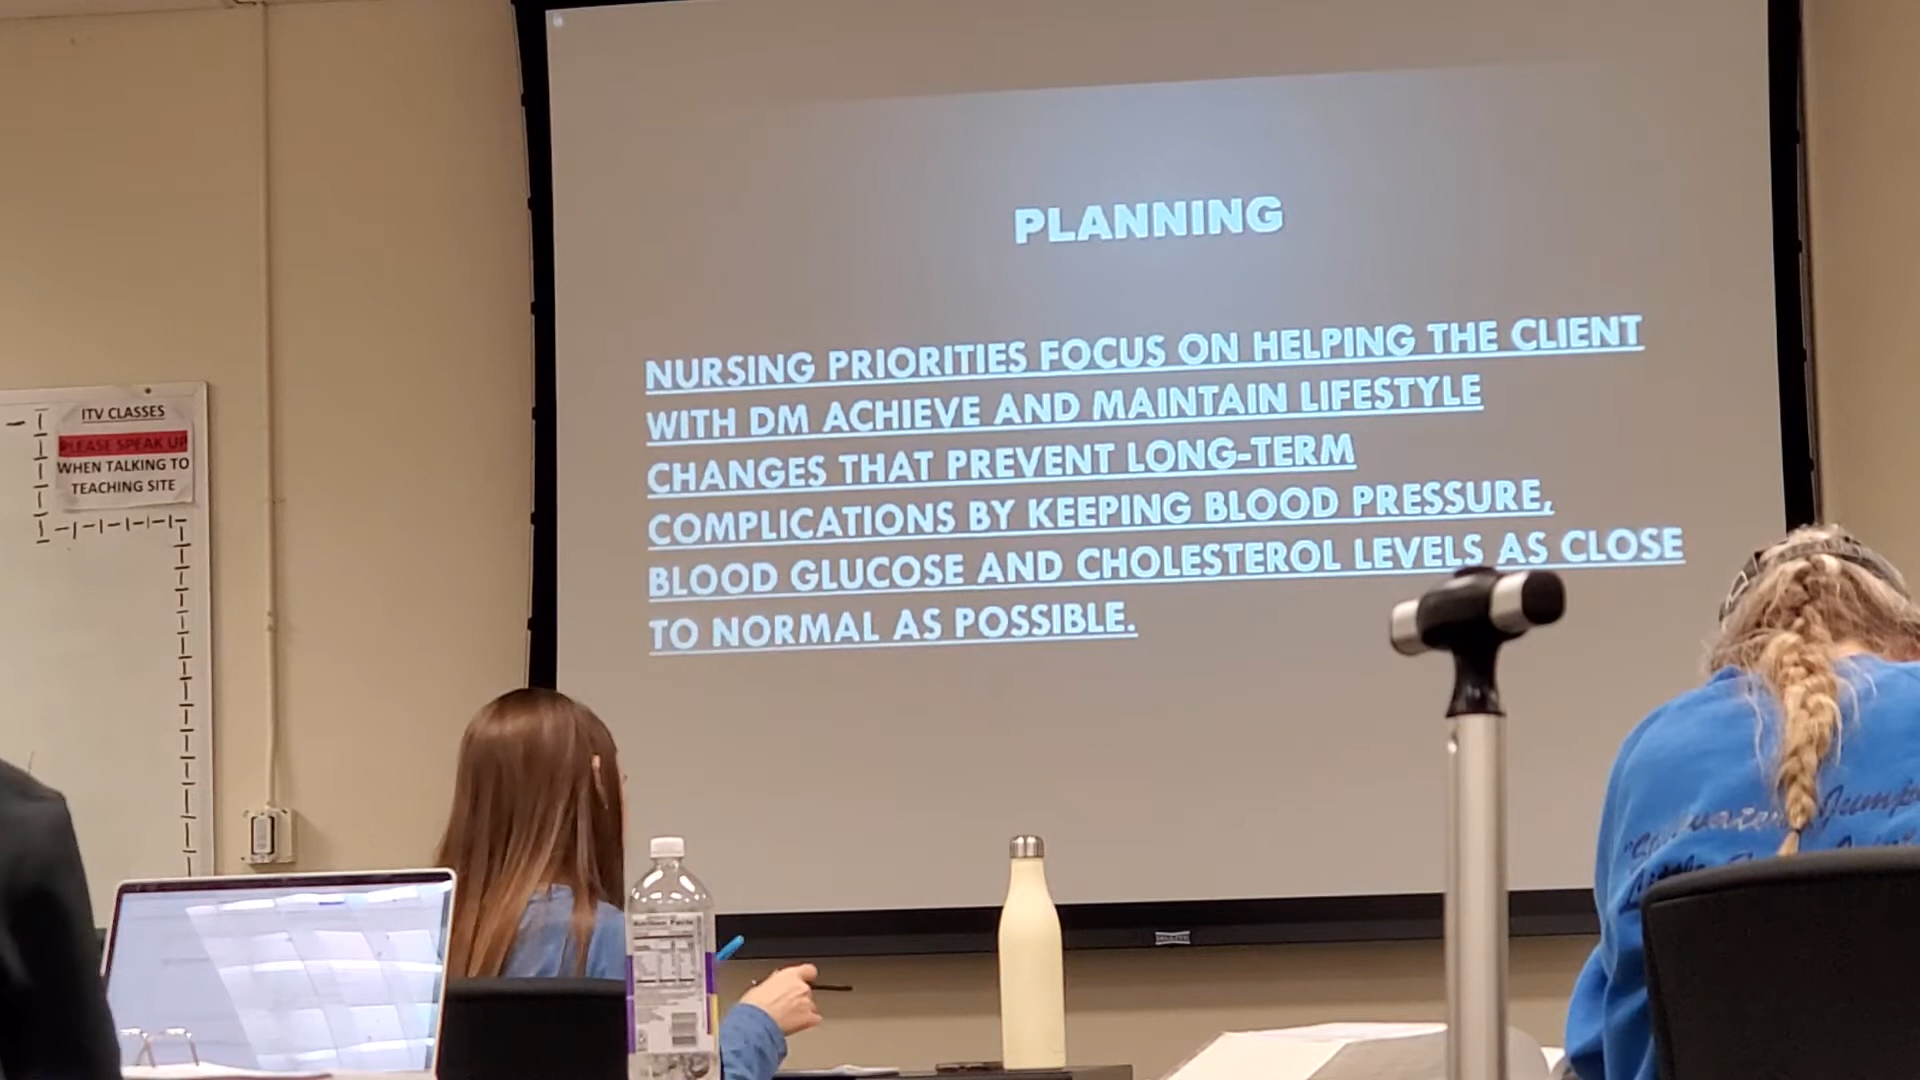 PLANNING
NURSING PRIORITIES FOCUS ON HELPING THE CLIENT
WITH DM ACHIEVE AND MAINTAIN LIFESTYLE
CHANGES THAT PREVENT LONG-TERM
COMPLICATIONS BY KEEPING BLOOD PRESSURE,
BLOOD GLUCOSE AND CHOLESTEROL LEVELS AS CLOSE
TO NORMAL AS POSSIBLE.
ITV CLASSES
PLEASE SPEAK UP
WHEN TALKING TO
TEACHING SITE
Nutrition Facts